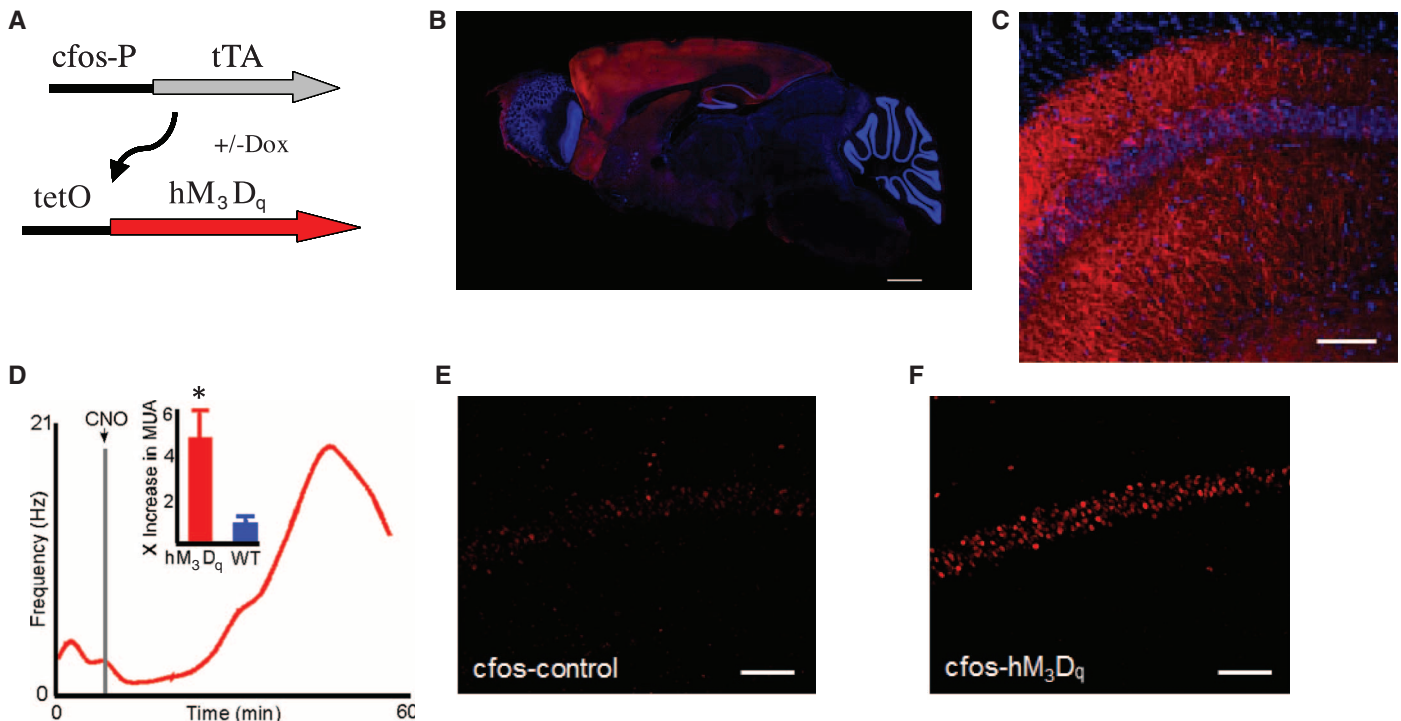 A
cfos-P
tTA
+/-Dox
tetO
hM3Dq
B
C
D
21
CNO
Frequency (Hz)
0
0
Time (min)
60
*
X Increase in MUA
6
4
2
hM3Dq
WT
E
cfos-control
F
cfos-hM3Dq